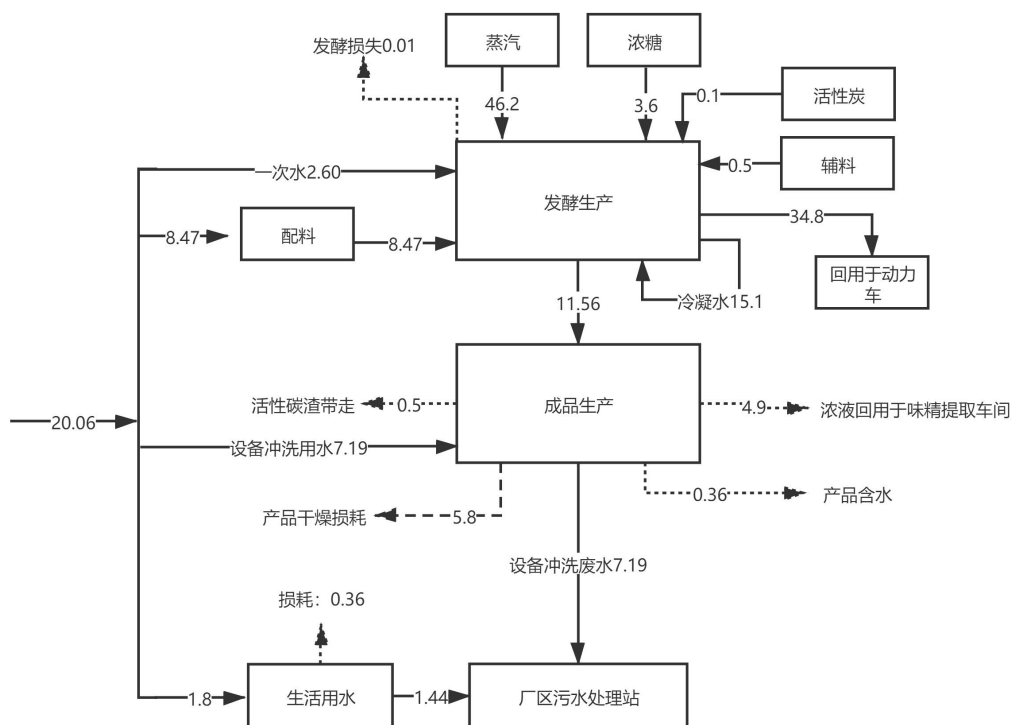 发酵损失0.01
蒸汽
浓糖
46.2
3.6
0.1
活性炭
一次水2.60
0.5
辅料
发酵生产
8.47
配料
8.47
34.8
回用于动力
车
冷凝水15.1
11.56
活性碳渣带走
0.5
成品生产
4.9
浓液回用于味精提取车间
20.06
设备冲洗用水7.19
0.36
产品含水
产品干燥损耗
5.8
设备冲洗废水7.19
损耗：0.36
1.8
生活用水
1.44
厂区污水处理站